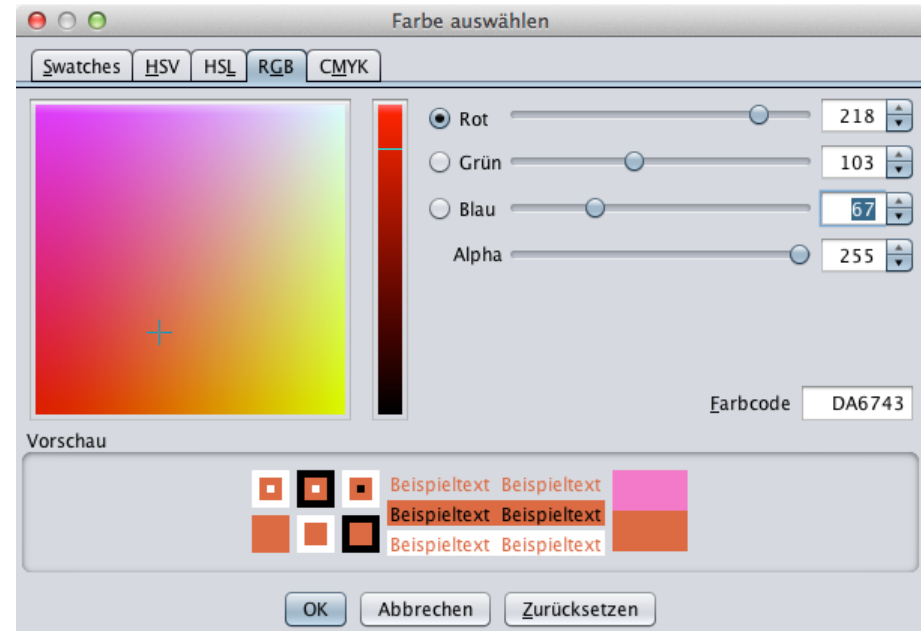 Farbe auswählen
Swatches HSV HSL RGB CMYK
Rot 218
Grün 103
Blau 67
Alpha 255
Farbcode DA6743
Vorschau
Beispieltext Beispieltext
Beispieltext Beispieltext
Beispieltext Beispieltext
OK Abbrechen Zurücksetzen